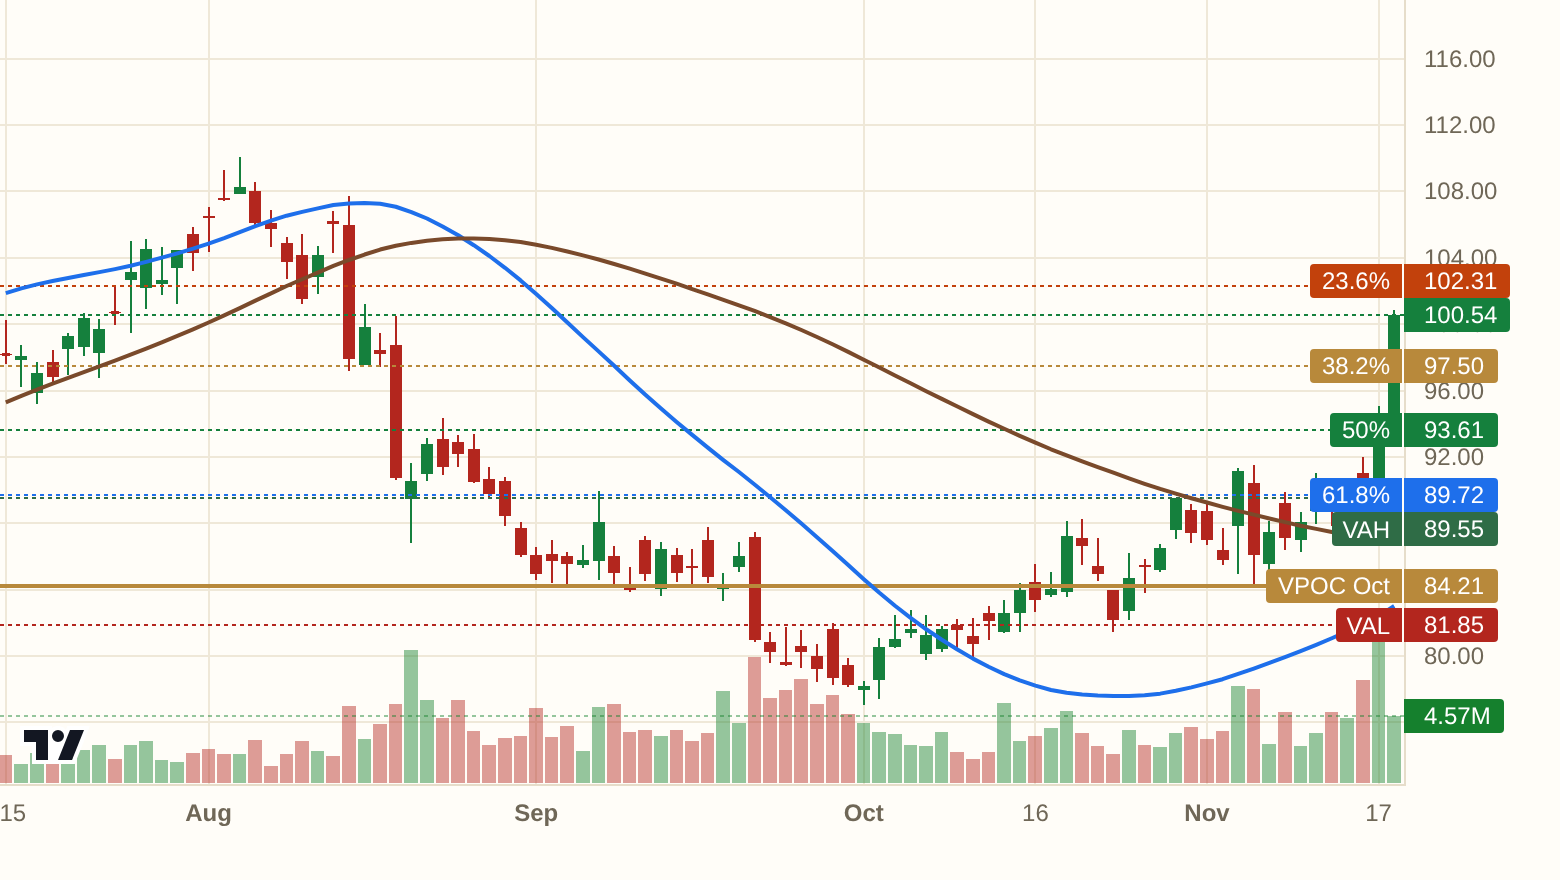 116.00
112.00
108.00
104.00
23.6% 102.31
100.54
38.2% 97.50
96.00
50% 93.61
92.00
61.8% 89.72
VAH 89.55
VPOC Oct 84.21
VAL 81.85
80.00
4.57M
15 Aug Sep Oct 16 Nov 17